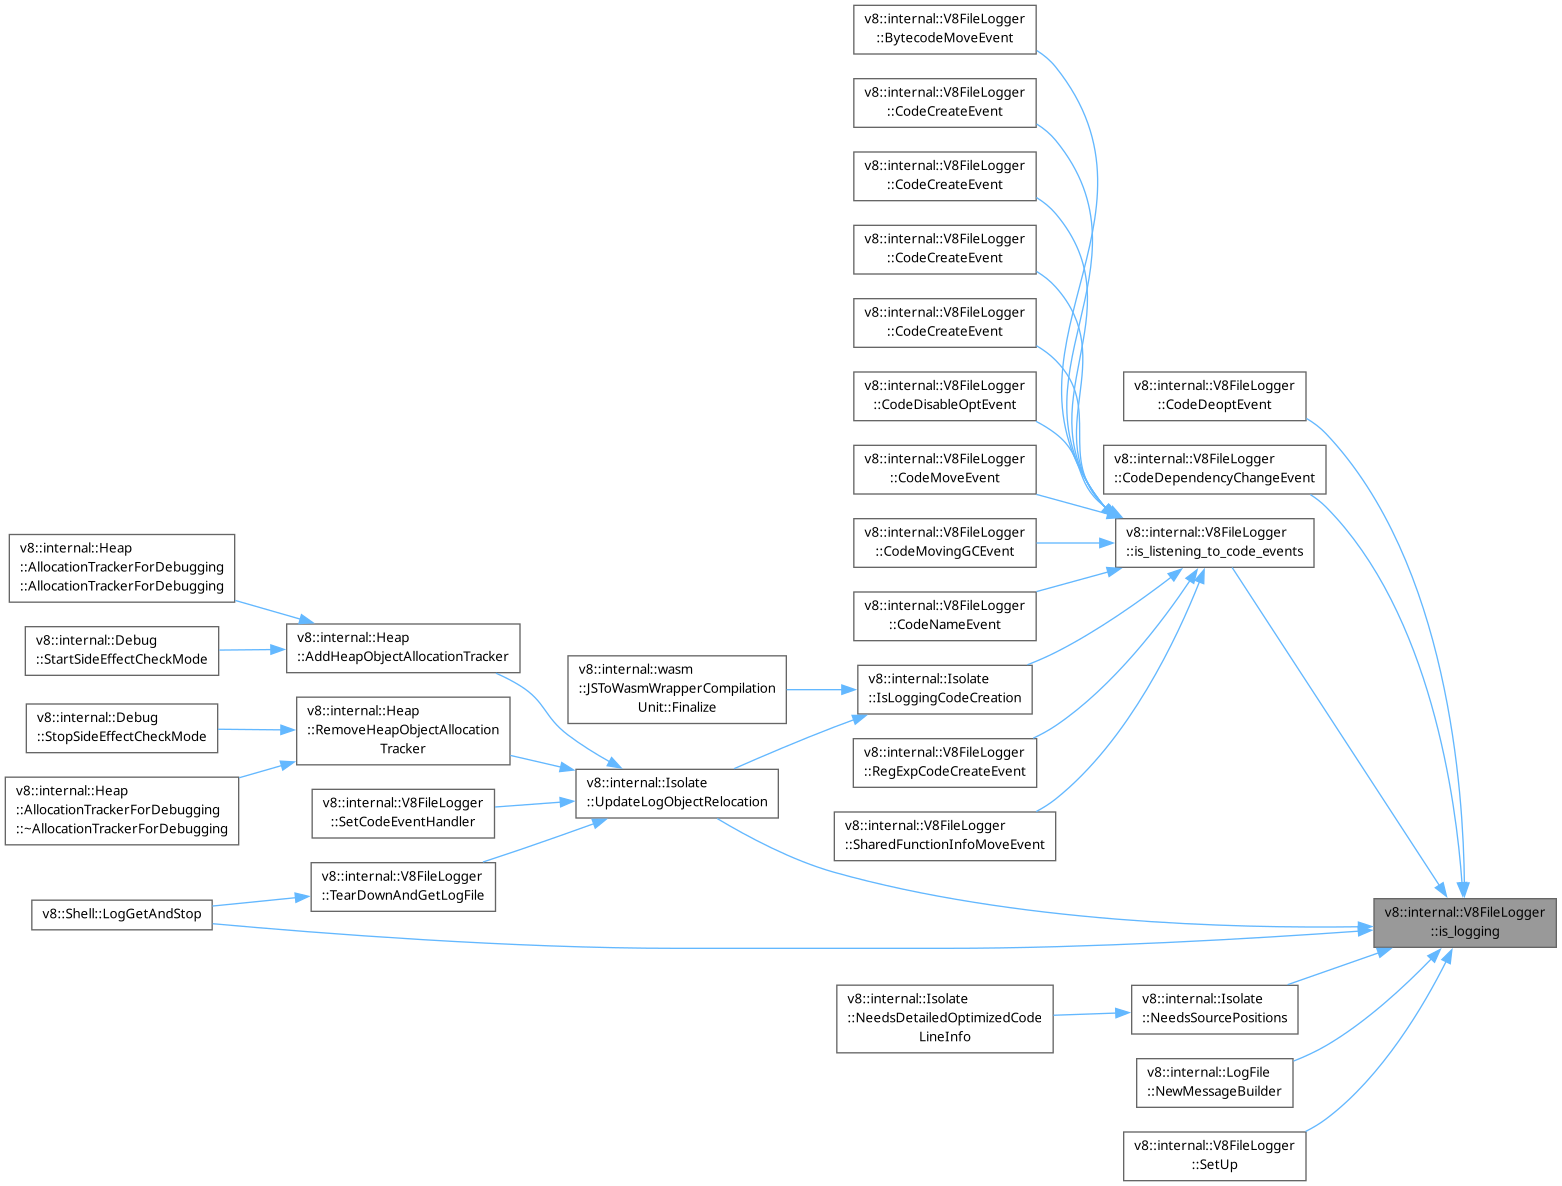 v8::internal::V8FileLogger
::BytecodeMoveEvent
v8::internal::V8FileLogger
::CodeCreateEvent
v8::internal::V8FileLogger
::CodeCreateEvent
v8::internal::V8FileLogger
::CodeCreateEvent
v8::internal::V8FileLogger
::CodeCreateEvent
v8::internal::V8FileLogger
::CodeDisableOptEvent
v8::internal::V8FileLogger
::CodeDeoptEvent
v8::internal::V8FileLogger
::CodeMoveEvent
v8::internal::V8FileLogger
::CodeDependencyChangeEvent
v8::internal::V8FileLogger
::CodeMovingGCEvent
v8::internal::V8FileLogger
::is_listening_to_code_events
v8::internal::Heap
::AllocationTrackerForDebugging
::AllocationTrackerForDebugging
v8::internal::V8FileLogger
::CodeNameEvent
v8::internal::Debug
::StartSideEffectCheckMode
v8::internal::Heap
::AddHeapObjectAllocationTracker
v8::internal::wasm
::JSToWasmWrapperCompilation
Unit::Finalize
v8::internal::Isolate
::IsLoggingCodeCreation
v8::internal::Debug
::StopSideEffectCheckMode
v8::internal::Heap
::RemoveHeapObjectAllocation
Tracker
v8::internal::V8FileLogger
::RegExpCodeCreateEvent
v8::internal::Heap
::AllocationTrackerForDebugging
::~AllocationTrackerForDebugging
v8::internal::V8FileLogger
::SetCodeEventHandler
v8::internal::Isolate
::UpdateLogObjectRelocation
v8::internal::V8FileLogger
::SharedFunctionInfoMoveEvent
v8::internal::V8FileLogger
::TearDownAndGetLogFile
v8::Shell::LogGetAndStop
v8::internal::V8FileLogger
::is_logging
v8::internal::Isolate
::NeedsDetailedOptimizedCode
LineInfo
v8::internal::Isolate
::NeedsSourcePositions
v8::internal::LogFile
::NewMessageBuilder
v8::internal::V8FileLogger
::SetUp